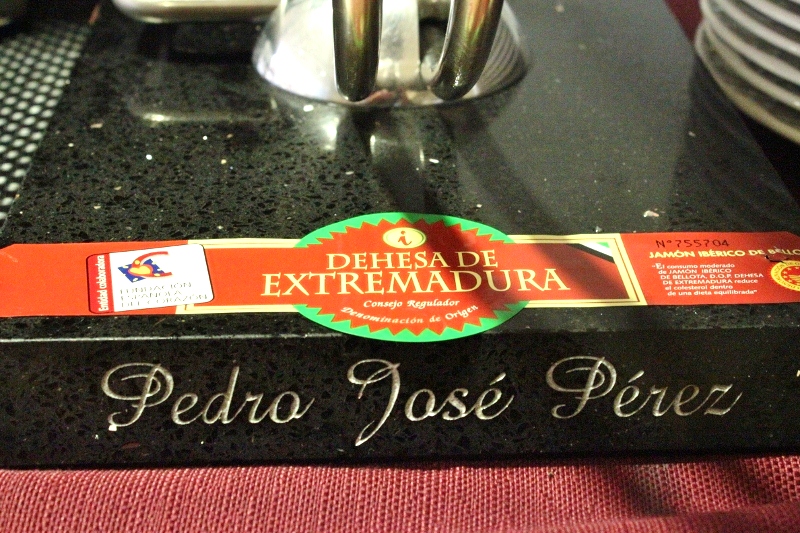 Entidad colaboradora
FUNDACIÓN
ESPAÑOLA
DEL CORAZÓN
i
DEHESA DE
EXTREMADURA
Consejo Regulador
Denominación de Origen
Nº755704
JAMÓN IBÉRICO DE BELLO
"El consumo moderado
de JAMÓN IBÉRICO
DE BELLOTA, D.O.P. DEHESA
DE EXTREMADURA reduce
el colesterol dentro
de una dieta equilibrada"
Pedro José Pérez